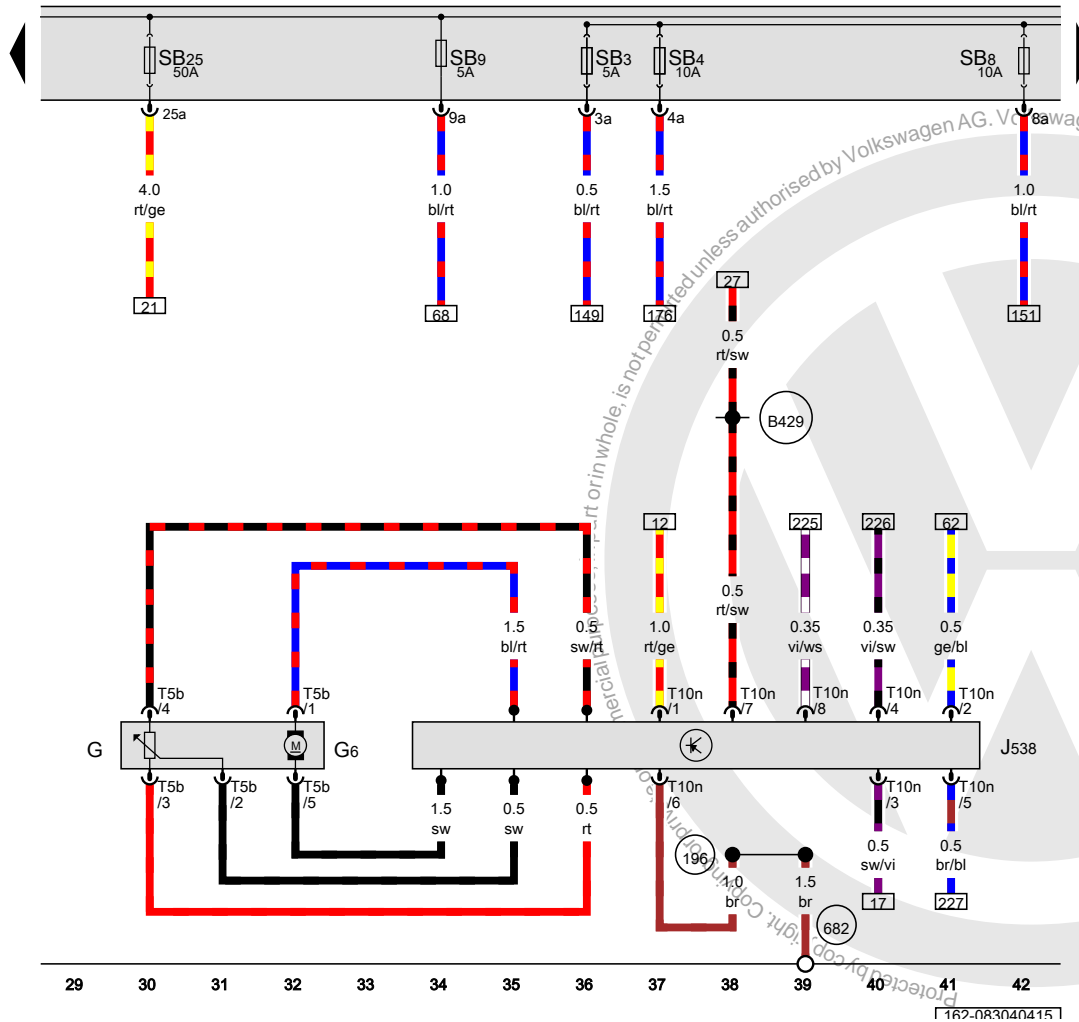 SB25 50A
SB9 5A
SB3 5A
SB4 10A
SB8 10A
25a 9a 3a 4a 8a
4.0 rt/ge
1.0 bl/rt
0.5 bl/rt
1.5 bl/rt
1.0 bl/rt
21 68 149 176 27 151
0.5 rt/sw
B429
12 225 226 62
1.5 bl/rt
0.5 sw/rt
1.0 rt/ge
0.5 rt/sw
0.35 vi/ws
0.35 vi/sw
0.5 ge/bl
T5b /4
T5b /1
T10n /1
T10n /7
T10n /8
T10n /4
T10n /2
G
M
G6
J538
T5b /3
T5b /2
T5b /5
T10n /6
T10n /3
T10n /5
1.5 sw
0.5 sw
0.5 rt
196
1.0 br
1.5 br
0.5 sw/vi
0.5 br/bl
17 227
682
29 30 31 32 33 34 35 36 37 38 39 40 41 42
162-083040415
authorised by Volkswagen AG. Volkswag
unless
or in whole, is not permitted
Protected by copyright. Copying